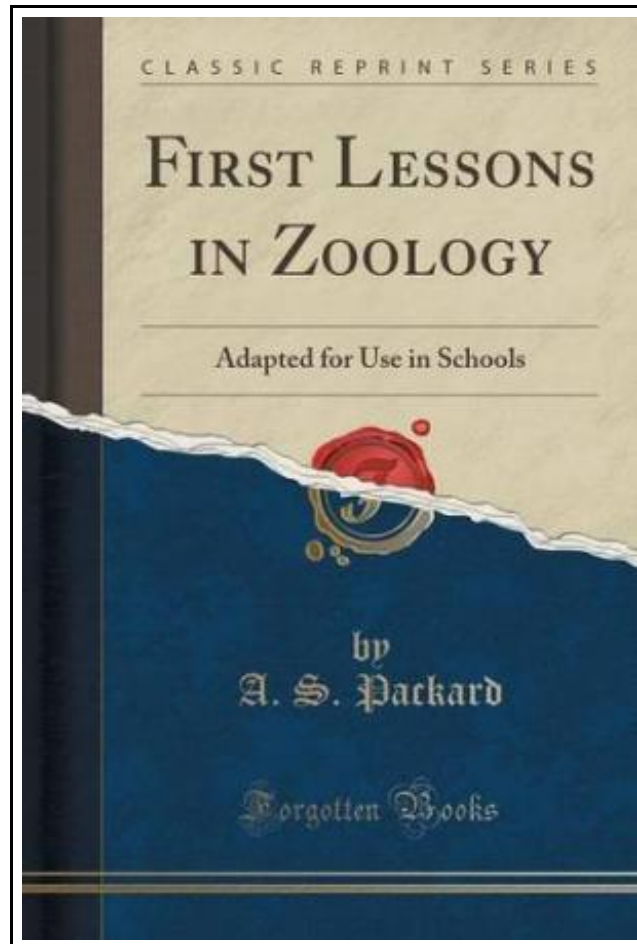 CLASSIC REPRINT SERIES
FIRST LESSONS
IN ZOOLOGY
Adapted for Use in Schools
F
by
A. S. Packard
Forgotten Books